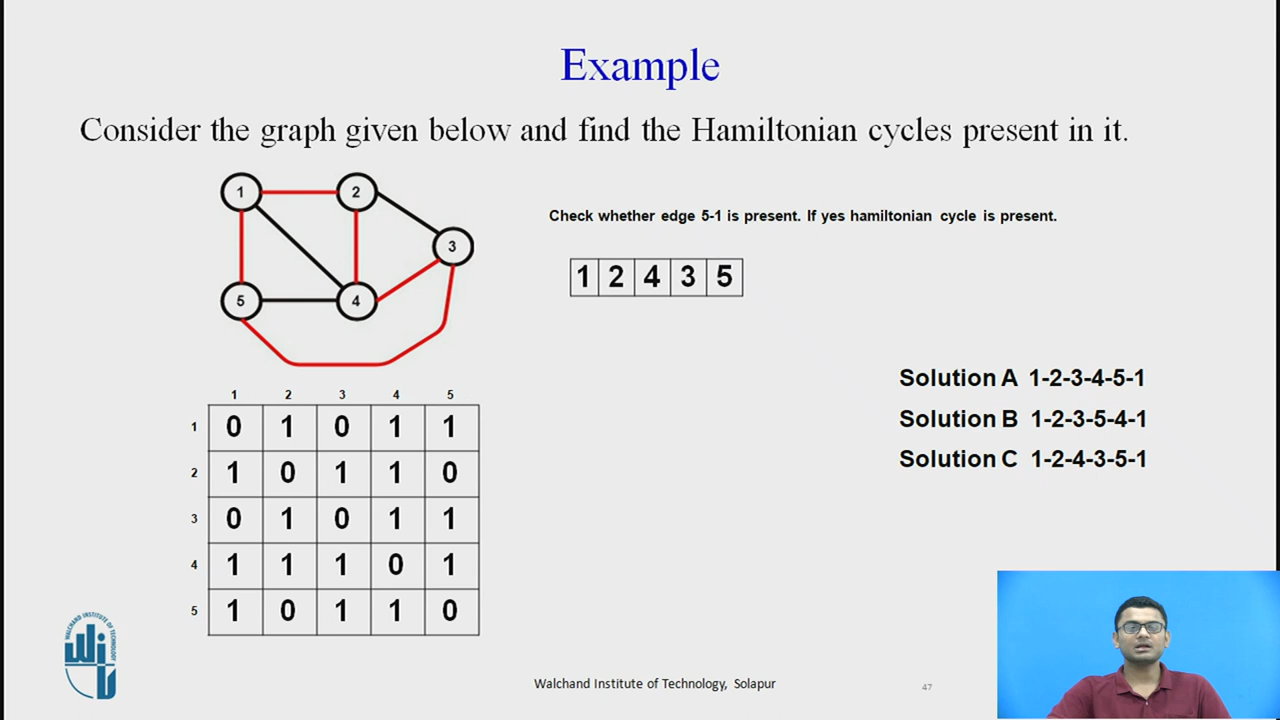 Example
Consider the graph given below and find the Hamiltonian cycles present in it.
1 2
3
5 4
Check whether edge 5-1 is present. If yes hamiltonian cycle is present.
1 2 4 3 5
Solution A 1-2-3-4-5-1
Solution B 1-2-3-5-4-1
Solution C 1-2-4-3-5-1
1 2 3 4 5
1 0 1 0 1 1
2 1 0 1 1 0
3 0 1 0 1 1
4 1 1 1 0 1
5 1 0 1 1 0
WALCHAND INSTITUTE OF TECHNOLOGY
Walchand Institute of Technology, Solapur
47